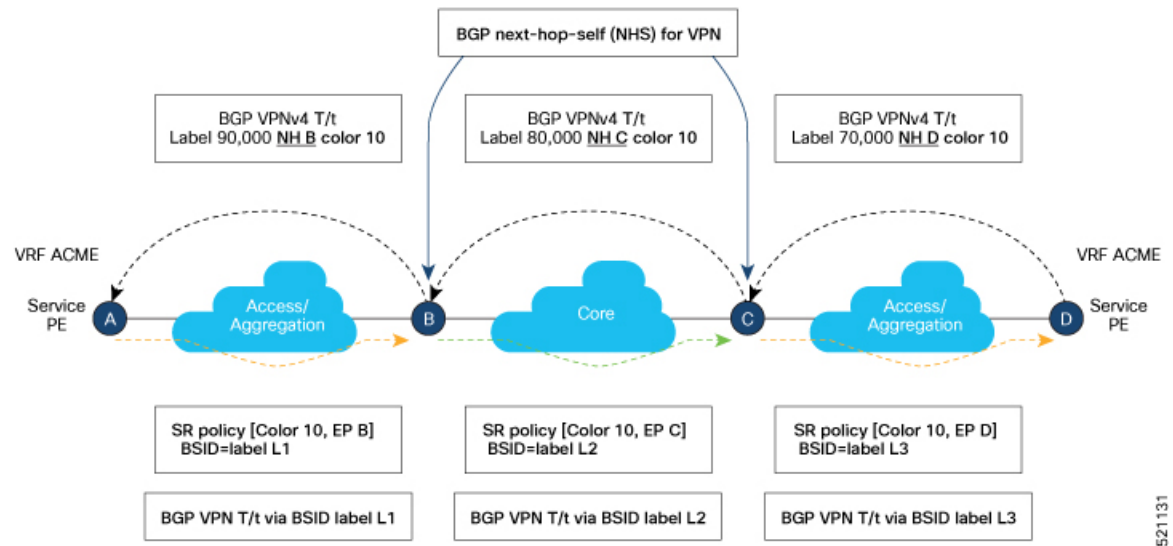 BGP next-hop-self (NHS) for VPN
BGP VPNv4 T/t
Label 90,000 NH B color 10
BGP VPNv4 T/t
Label 80,000 NH C color 10
BGP VPNv4 T/t
Label 70,000 NH D color 10
VRF ACME
VRF ACME
Service
PE
A
Access/
Aggregation
B
Core
C
Access/
Aggregation
D
Service
PE
SR policy [Color 10, EP B]
BSID=label L1
SR policy [Color 10, EP C]
BSID=label L2
SR policy [Color 10, EP D]
BSID=label L3
BGP VPN T/t via BSID label L1
BGP VPN T/t via BSID label L2
BGP VPN T/t via BSID label L3
521131